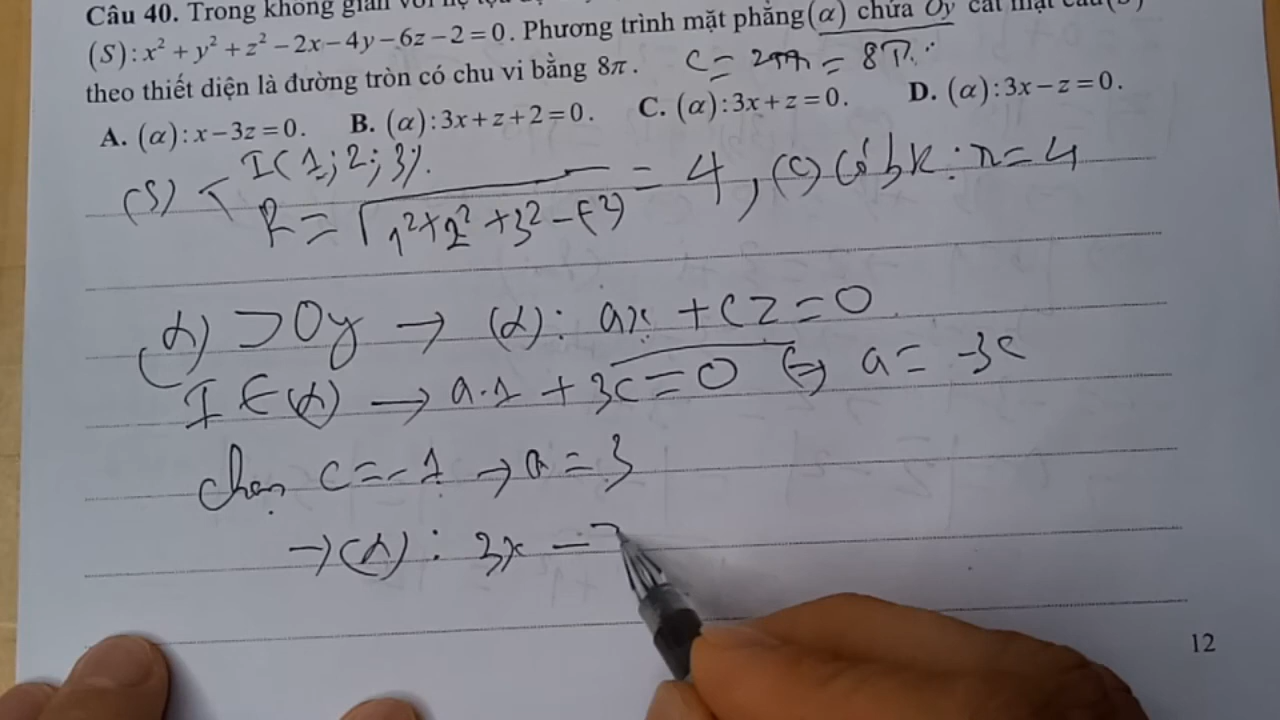 Câu 40. Trong không gian với hệ tọa
(S): x² + y² + z² − 2x − 4y − 6z − 2 = 0. Phương trình mặt phẳng (α) chứa Oy cắt mặt cầu (S)
theo thiết diện là đường tròn có chu vi bằng 8π. C = 2πr = 8π.
A. (α): x − 3z = 0. B. (α): 3x + z + 2 = 0. C. (α): 3x + z = 0. D. (α): 3x − z = 0.
(S) < I(1; 2; 3).
R = √1² + 2² + 3² − (−2) = 4, (C) có bk: r = 4
(α) ⊃ Oy → (α): ax + cz = 0
I ∈ (α) → a.1 + 3c = 0 ⇔ a = −3c
chọn c = −1 → a = 3
→ (α): 3x −
12